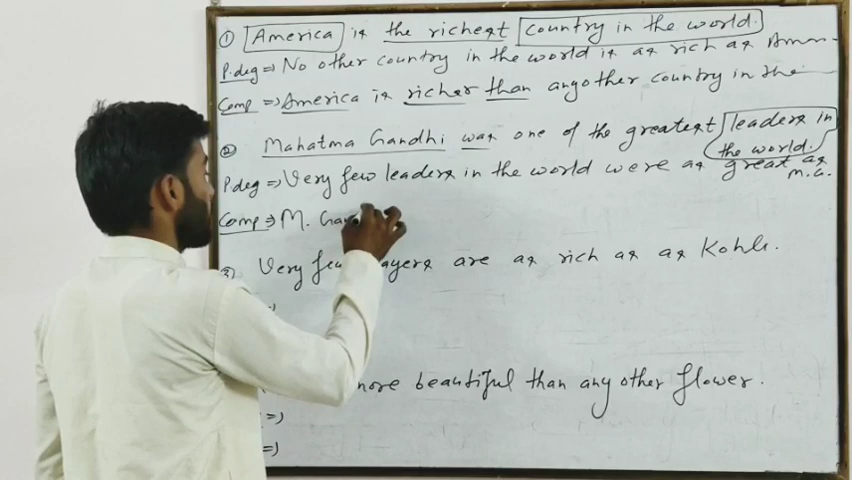 ① America is the richest country in the world.
P.deg ⇒ No other country in the world is as rich as
Comp ⇒ America is richer than any other country in the
② Mahatma Gandhi was one of the greatest leaders in
the world.
P.deg ⇒ Very few leaders in the world were as great as
M.G.
Comp ⇒ M. Gan
③ Very few ayers are as rich as as Kohli.
⇒
more beautiful than any other flower.
⇒
⇒